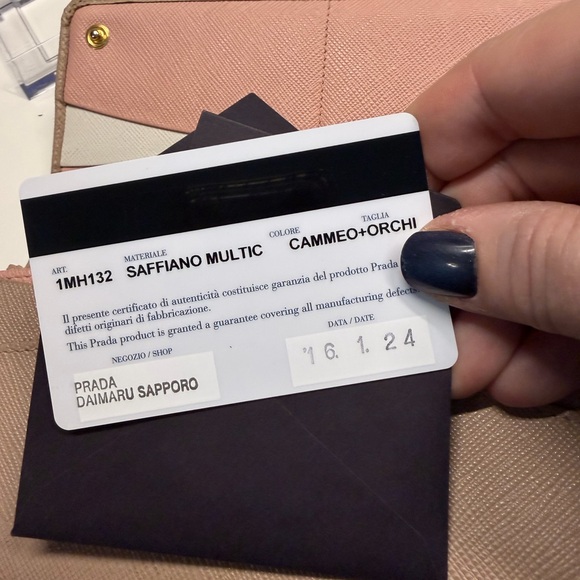 ART.
1MH132
MATERIALE
SAFFIANO MULTIC
COLORE
TAGLIA
CAMMEO+ORCHI
Il presente certificato di autenticità costituisce garanzia del prodotto Prada
difetti originari di fabbricazione.
This Prada product is granted a guarantee covering all manufacturing defects.
NEGOZIO / SHOP
PRADA
DAIMARU SAPPORO
DATA / DATE
'16. 1. 24